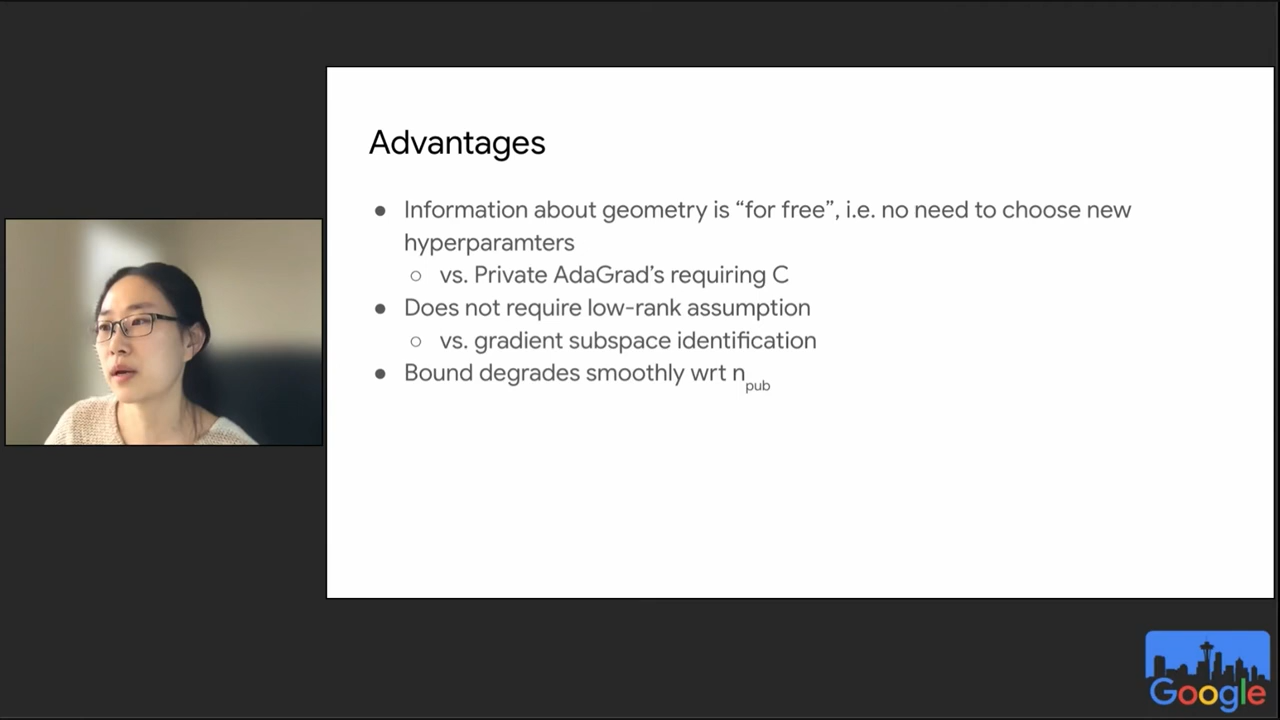 Advantages
● Information about geometry is “for free”, i.e. no need to choose new
hyperparamters
○ vs. Private AdaGrad’s requiring C
● Does not require low-rank assumption
○ vs. gradient subspace identification
● Bound degrades smoothly wrt n_pub
Google